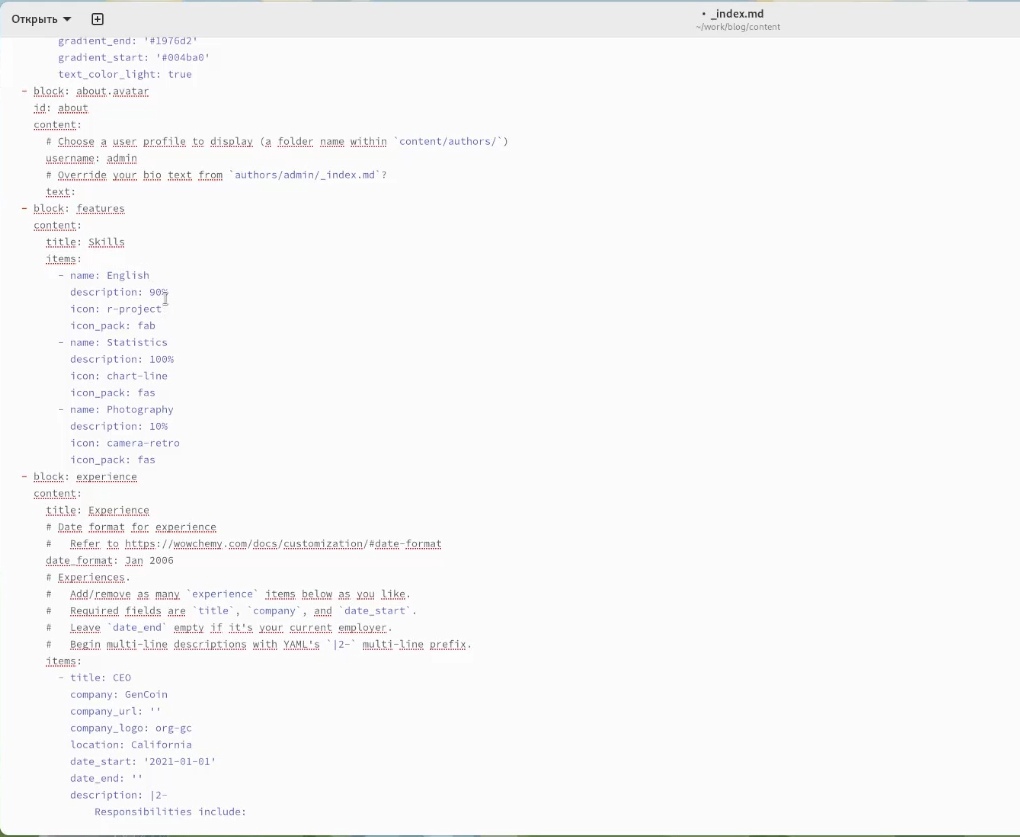 Открыть
• _index.md
~/work/blog/content
gradient_end: '#1976d2'
gradient_start: '#004ba0'
text_color_light: true
- block: about.avatar
id: about
content:
# Choose a user profile to display (a folder name within `content/authors/`)
username: admin
# Override your bio text from `authors/admin/_index.md`?
text:
- block: features
content:
title: Skills
items:
- name: English
description: 90%
icon: r-project
icon_pack: fab
- name: Statistics
description: 100%
icon: chart-line
icon_pack: fas
- name: Photography
description: 10%
icon: camera-retro
icon_pack: fas
- block: experience
content:
title: Experience
# Date format for experience
#   Refer to https://wowchemy.com/docs/customization/#date-format
date_format: Jan 2006
# Experiences.
#   Add/remove as many `experience` items below as you like.
#   Required fields are `title`, `company`, and `date_start`.
#   Leave `date_end` empty if it's your current employer.
#   Begin multi-line descriptions with YAML's `|2-` multi-line prefix.
items:
- title: CEO
company: GenCoin
company_url: ''
company_logo: org-gc
location: California
date_start: '2021-01-01'
date_end: ''
description: |2-
Responsibilities include: